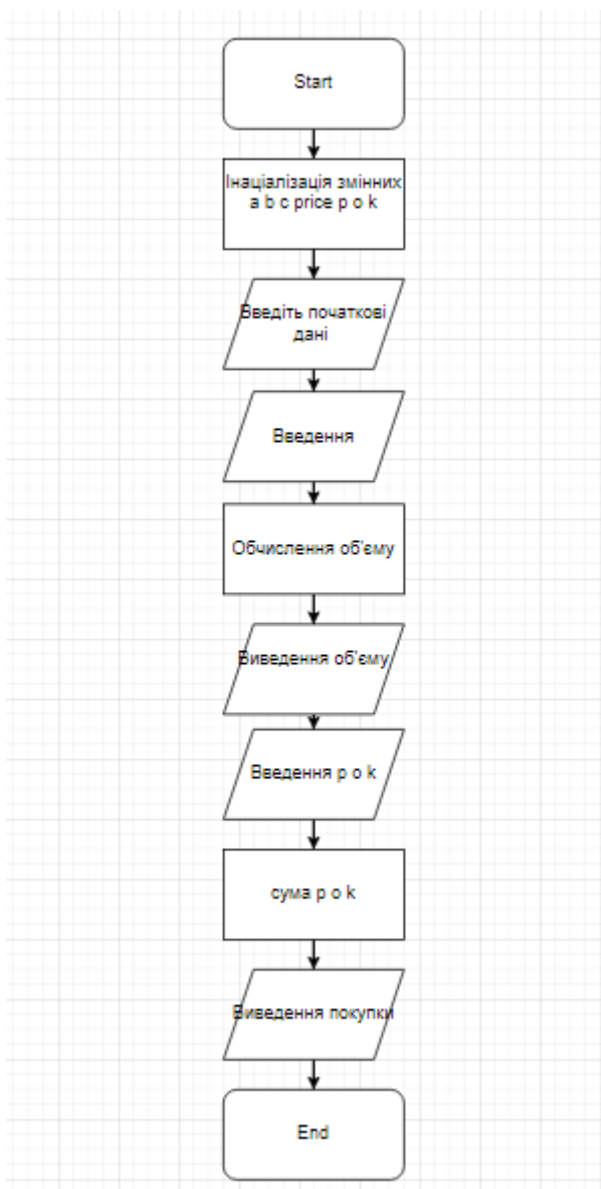 Start
Інаціалізація змінних
a b c price p o k
Введіть початкові
дані
Введення
Обчислення об'єму
Виведення об'єму
Введення p o k
сума p o k
Виведення покупки
End